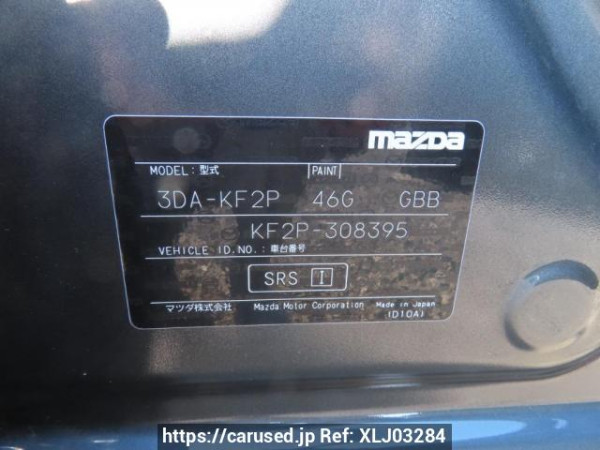 mazda
MODEL:型式 PAINT
3DA-KF2P 46G GBB
KF2P-308395
VEHICLE ID.NO.:車台番号
SRS I
マツダ株式会社 Mazda Motor Corporation Made in Japan
(D10A)
https://carused.jp Ref: XLJ03284